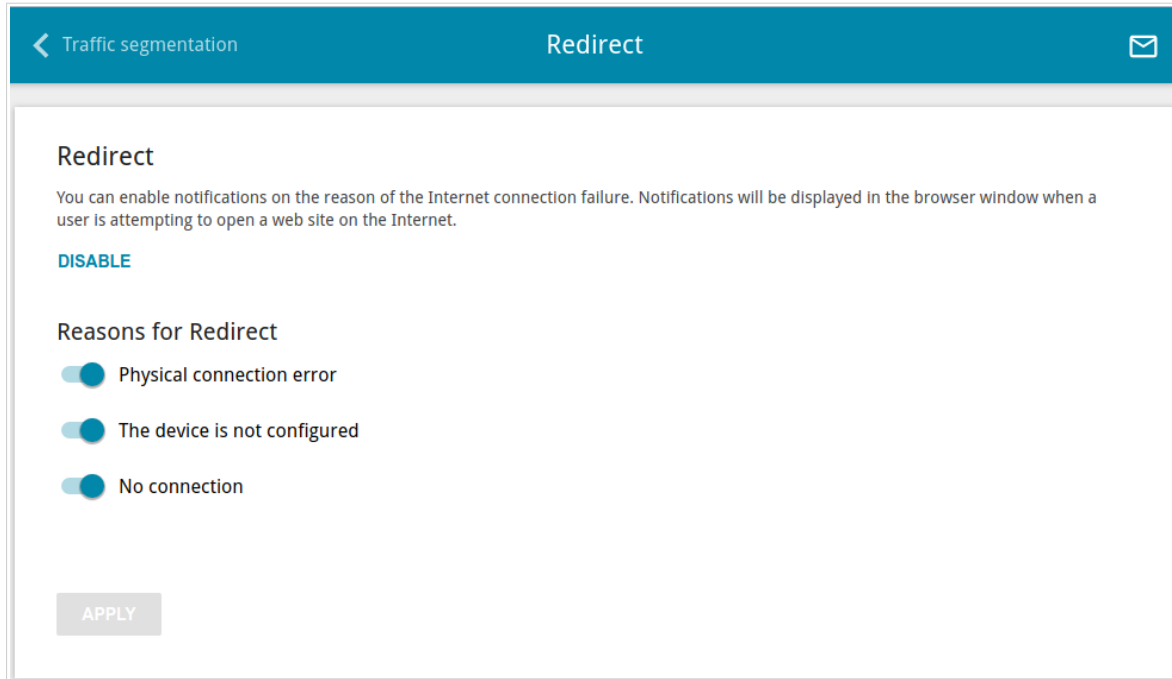 Traffic segmentation
Redirect
Redirect
You can enable notifications on the reason of the Internet connection failure. Notifications will be displayed in the browser window when a
user is attempting to open a web site on the Internet.
DISABLE
Reasons for Redirect
Physical connection error
The device is not configured
No connection
APPLY